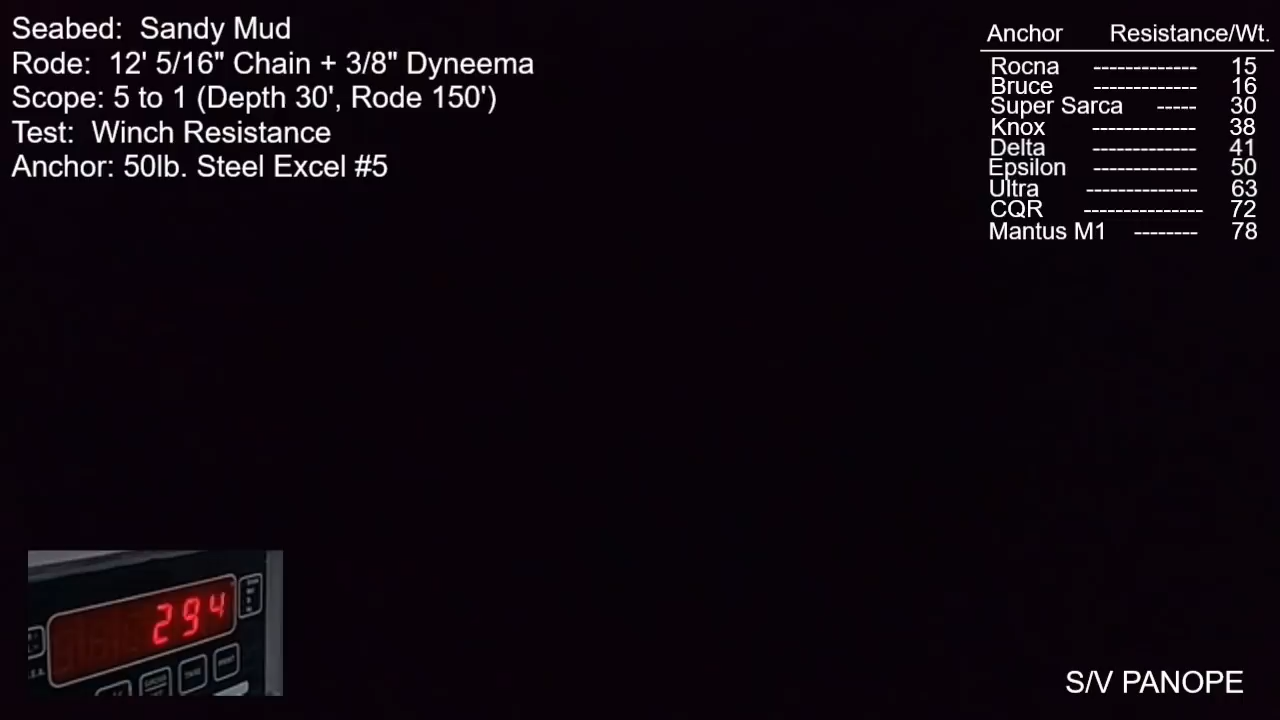 Seabed: Sandy Mud
Rode: 12' 5/16" Chain + 3/8" Dyneema
Scope: 5 to 1 (Depth 30', Rode 150')
Test: Winch Resistance
Anchor: 50lb. Steel Excel #5
Anchor Resistance/Wt.
Rocna ------------- 15
Bruce ------------- 16
Super Sarca ----- 30
Knox ------------- 38
Delta ------------- 41
Epsilon ------------- 50
Ultra -------------- 63
CQR --------------- 72
Mantus M1 -------- 78
294
S/V PANOPE